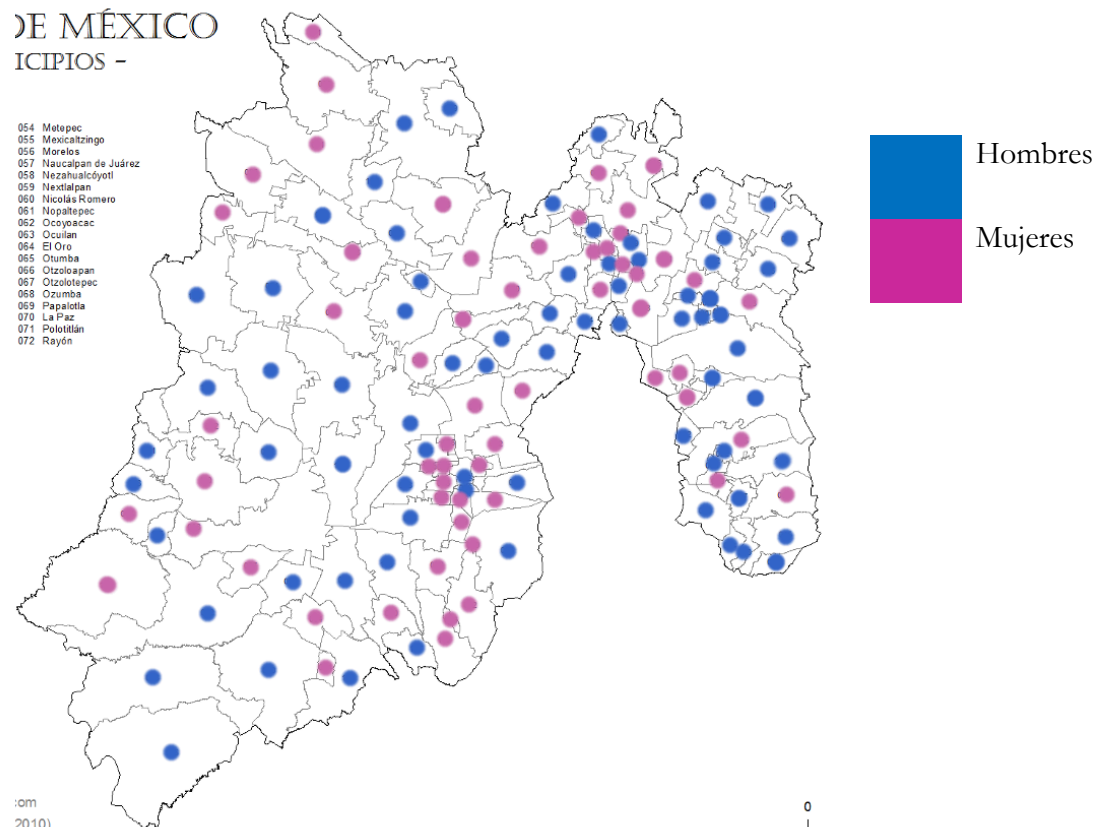 DE MÉXICO
ICIPIOS -
054 Metepec
055 Mexicaltzingo
056 Morelos
057 Naucalpan de Juárez
058 Nezahualcóyotl
059 Nextlalpan
060 Nicolás Romero
061 Nopaltepec
062 Ocoyoacac
063 Ocuilan
064 El Oro
065 Otumba
066 Otzoloapan
067 Otzolotepec
068 Ozumba
069 Papalotla
070 La Paz
071 Polotitlán
072 Rayón
Hombres
Mujeres
com
2010)
0